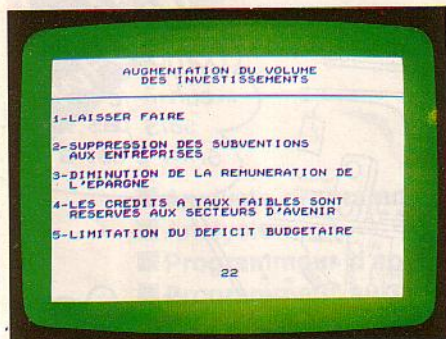 AUGMENTATION DU VOLUME
DES INVESTISSEMENTS
1-LAISSER FAIRE
2-SUPPRESSION DES SUBVENTIONS
AUX ENTREPRISES
3-DIMINUTION DE LA REMUNERATION DE
L'EPARGNE
4-LES CREDITS A TAUX FAIBLES SONT
RESERVES AUX SECTEURS D'AVENIR
5-LIMITATION DU DEFICIT BUDGETAIRE
22